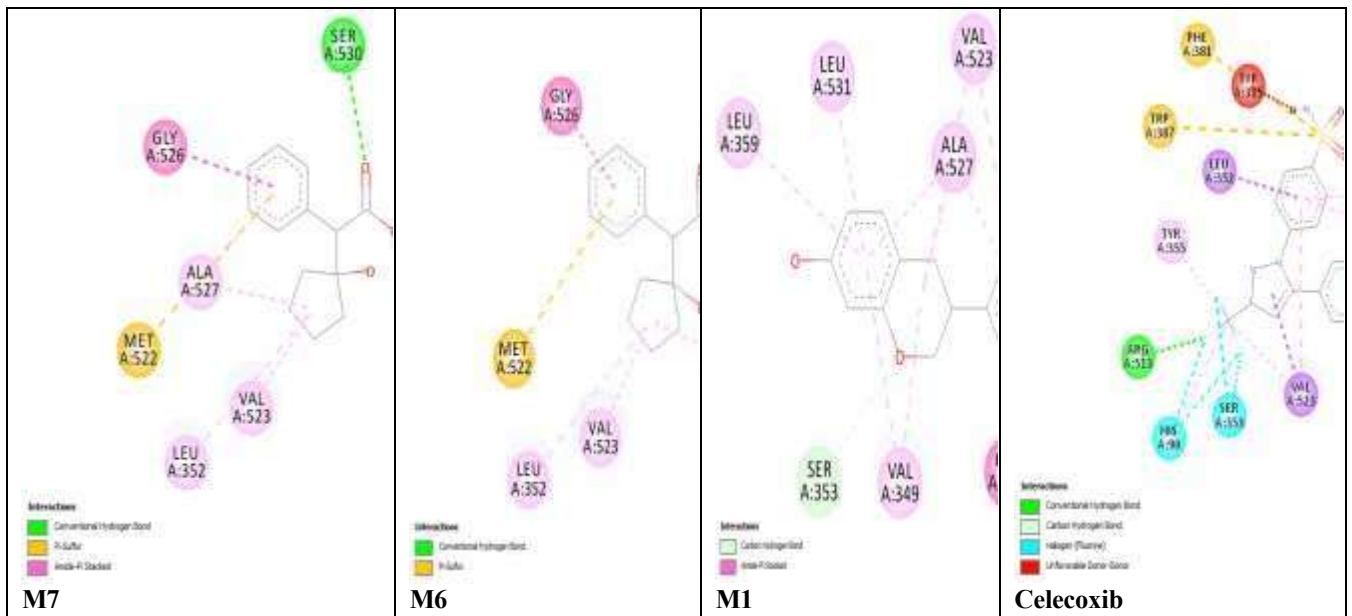 SER
A:530
GLY
A:526
ALA
A:527
MET
A:522
VAL
A:523
LEU
A:352
Interactions
Conventional Hydrogen Bond
Pi-Sulfur
Amide-Pi Stacked
M7
GLY
A:526
MET
A:522
VAL
A:523
LEU
A:352
Interactions
Conventional Hydrogen Bond
Pi-Sulfur
M6
VAL
A:523
LEU
A:531
LEU
A:359
ALA
A:527
O
O
SER
A:353
VAL
A:349
Interactions
Carbon Hydrogen Bond
Amide-Pi Stacked
M1
PHE
A:381
TRP
A:387
LEU
A:352
TYR
A:355
ARG
A:513
SER
A:353
VAL
A:523
HIS
A:90
Interactions
Conventional Hydrogen Bond
Carbon Hydrogen Bond
Halogen (Fluorine)
Unfavorable Donor-Donor
Celecoxib